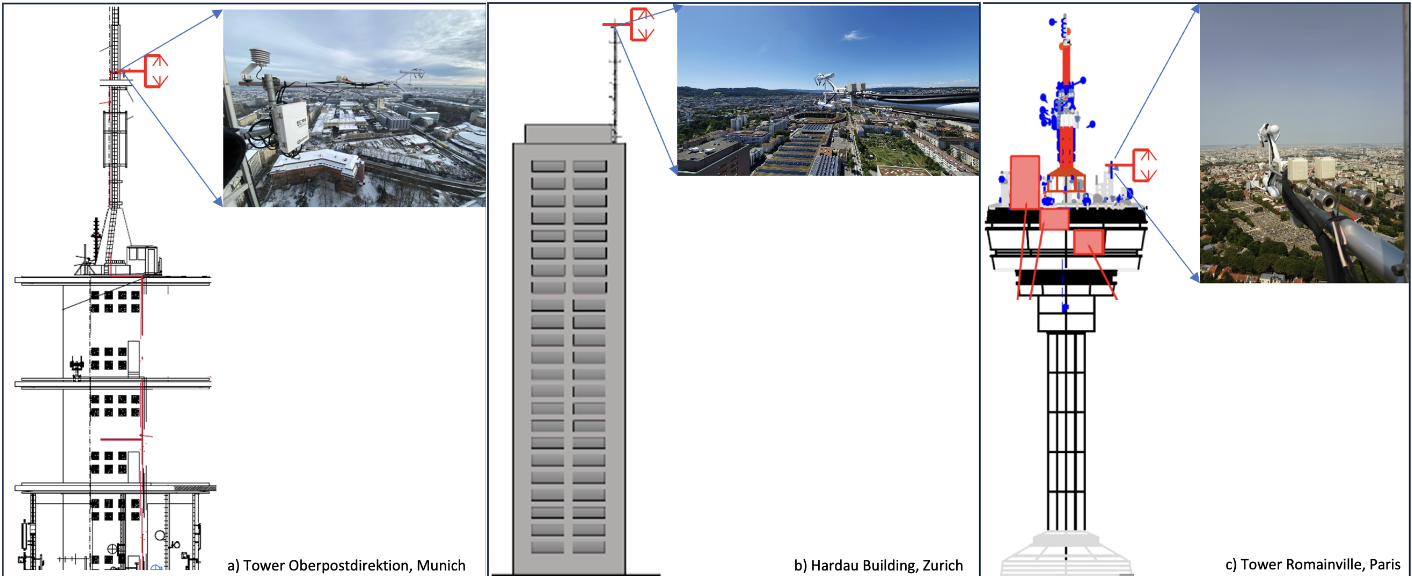 a) Tower Oberpostdirektion, Munich
b) Hardau Building, Zurich
c) Tower Romainville, Paris